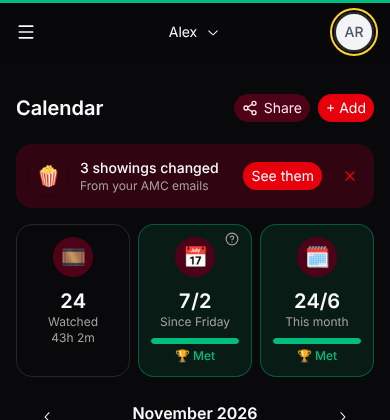 Alex
AR
Calendar
Share
+ Add
3 showings changed
From your AMC emails
See them
24
Watched
43h 2m
7/2
Since Friday
🏆 Met
24/6
This month
🏆 Met
November 2026